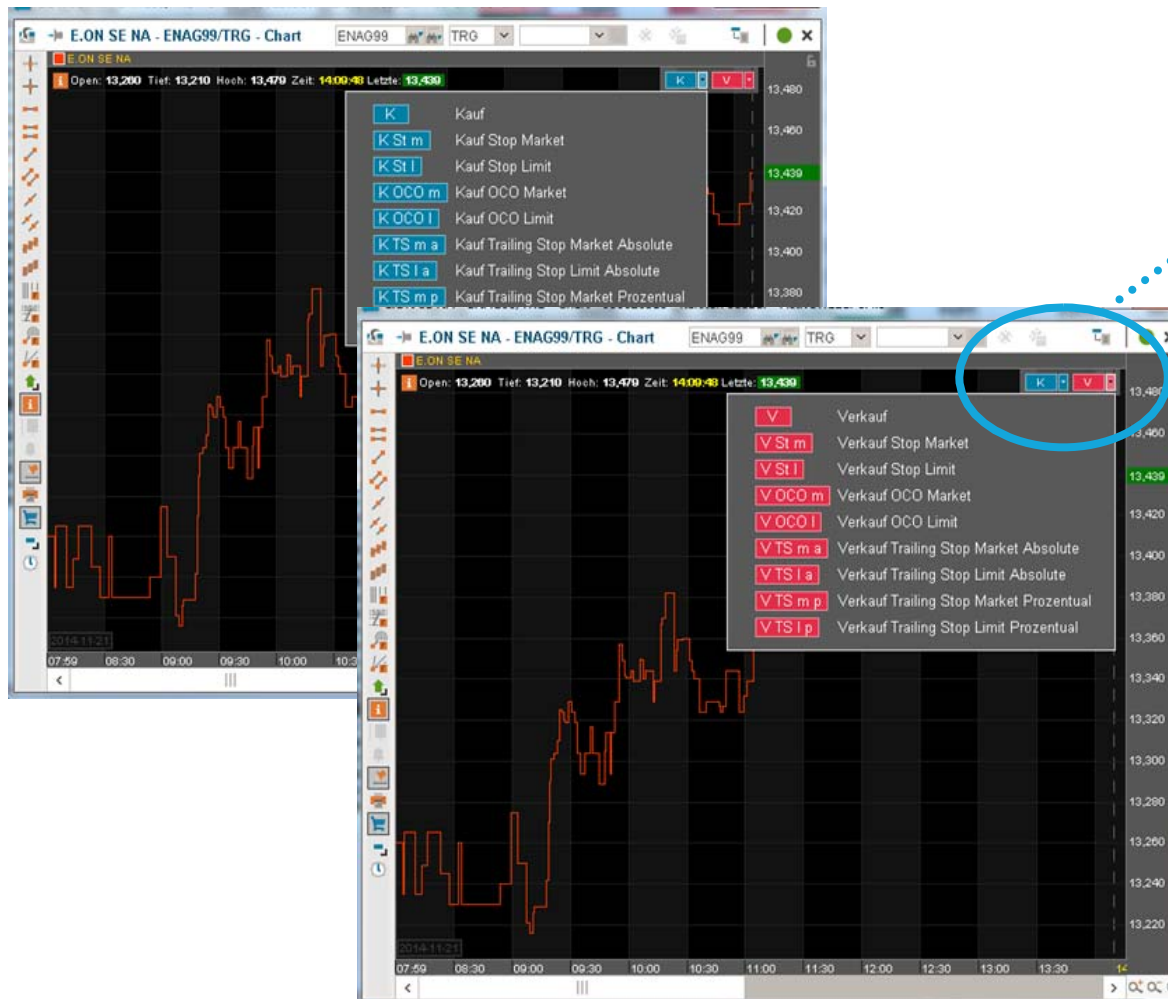 E.ON SE NA - ENAG99/TRG - Chart ENAG99 TRG
E.ON SE NA
Open: 13,260 Tief: 13,210 Hoch: 13,479 Zeit: 14:09:48 Letzte: 13,439
K V
13,480
K Kauf
K St m Kauf Stop Market
13,460
K St l Kauf Stop Limit
13,439
K OCO m Kauf OCO Market
K OCO l Kauf OCO Limit
13,420
K TS m a Kauf Trailing Stop Market Absolute
13,400
K TS l a Kauf Trailing Stop Limit Absolute
K TS m p Kauf Trailing Stop Market Prozentual
13,380
2014-11-21
07:59 08:30 09:00 09:30 10:00 10:3
E.ON SE NA - ENAG99/TRG - Chart ENAG99 TRG
E.ON SE NA
Open: 13,260 Tief: 13,210 Hoch: 13,479 Zeit: 14:09:48 Letzte: 13,439
K V
13,480
V Verkauf
13,460
V St m Verkauf Stop Market
V St l Verkauf Stop Limit
13,439
V OCO m Verkauf OCO Market
V OCO l Verkauf OCO Limit
13,420
V TS m a Verkauf Trailing Stop Market Absolute
13,400
V TS l a Verkauf Trailing Stop Limit Absolute
V TS m p Verkauf Trailing Stop Market Prozentual
13,380
V TS l p Verkauf Trailing Stop Limit Prozentual
13,360
13,340
13,320
13,300
13,280
13,260
13,240
13,220
2014-11-21
07:59 08:30 09:00 09:30 10:00 10:30 11:00 11:30 12:00 12:30 13:00 13:30 14